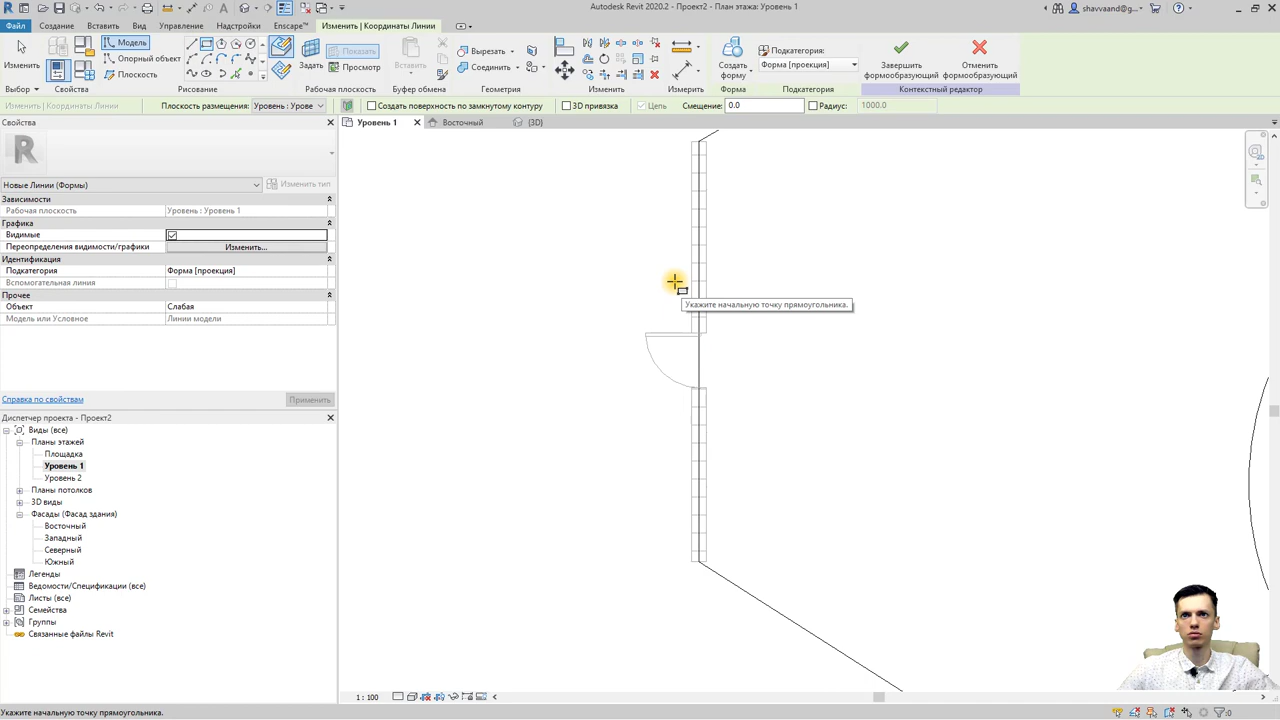 Autodesk Revit 2020.2 - Проект2 - План этажа: Уровень 1
shavvaand@g...
Файл Создание Вставить Вид Управление Надстройки Enscape™ Изменить | Координаты Линии
Модель
Опорный объект
Плоскость
Изменить
Задать
Показать
Просмотр
Вставить
Вырезать
Соединить
Создать форму
Подкатегория:
Форма [проекция]
Завершить формообразующий
Отменить формообразующий
Выбор Свойства Рисование Рабочая плоскость Буфер обмена Геометрия Изменить Измерить Форма Подкатегория Контекстный редактор
Изменить | Координаты Линии Плоскость размещения: Уровень : Урове Создать поверхность по замкнутому контуру 3D привязка Цепь Смещение: 0.0 Радиус: 1000.0
Свойства
Уровень 1 Восточный (3D)
R
Новые Линии (Формы) Изменить тип
Зависимости
Рабочая плоскость Уровень : Уровень 1
Графика
Видимые
Переопределения видимости/графики Изменить...
Идентификация
Подкатегория Форма [проекция]
Вспомогательная линия
Прочее
Объект Слабая
Модель или Условное Линии модели
Укажите начальную точку прямоугольника.
Справка по свойствам Применить
Диспетчер проекта - Проект2
Виды (все)
Планы этажей
Площадка
Уровень 1
Уровень 2
Планы потолков
3D виды
Фасады (Фасад здания)
Восточный
Западный
Северный
Южный
Легенды
Ведомости/Спецификации (все)
Листы (все)
Семейства
Группы
Связанные файлы Revit
1 : 100
Укажите начальную точку прямоугольника.
:0